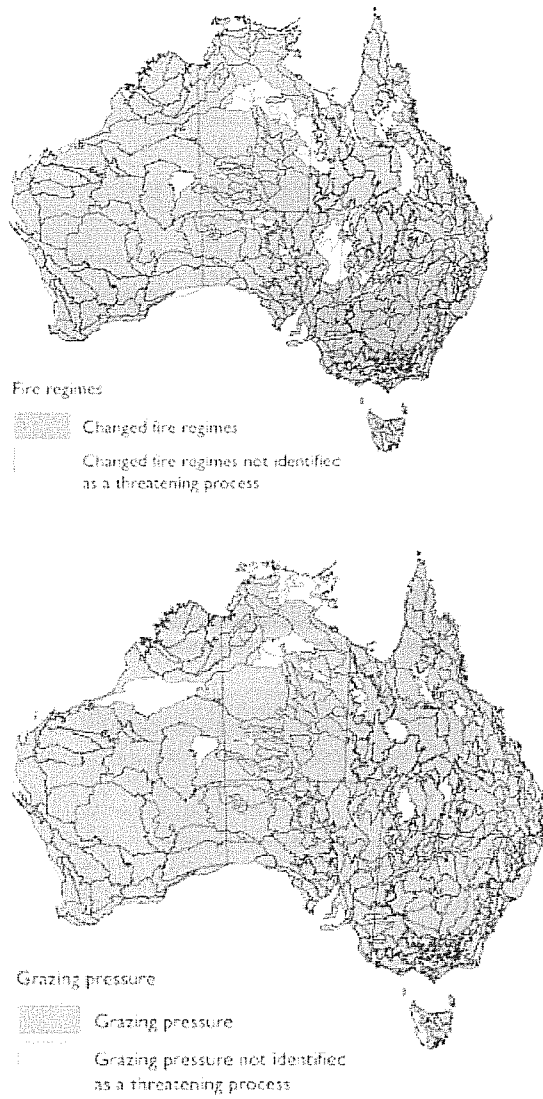 Fire regimes
Changed fire regimes
Changed fire regimes not identified
as a threatening process
Grazing pressure
Grazing pressure
Grazing pressure not identified
as a threatening process